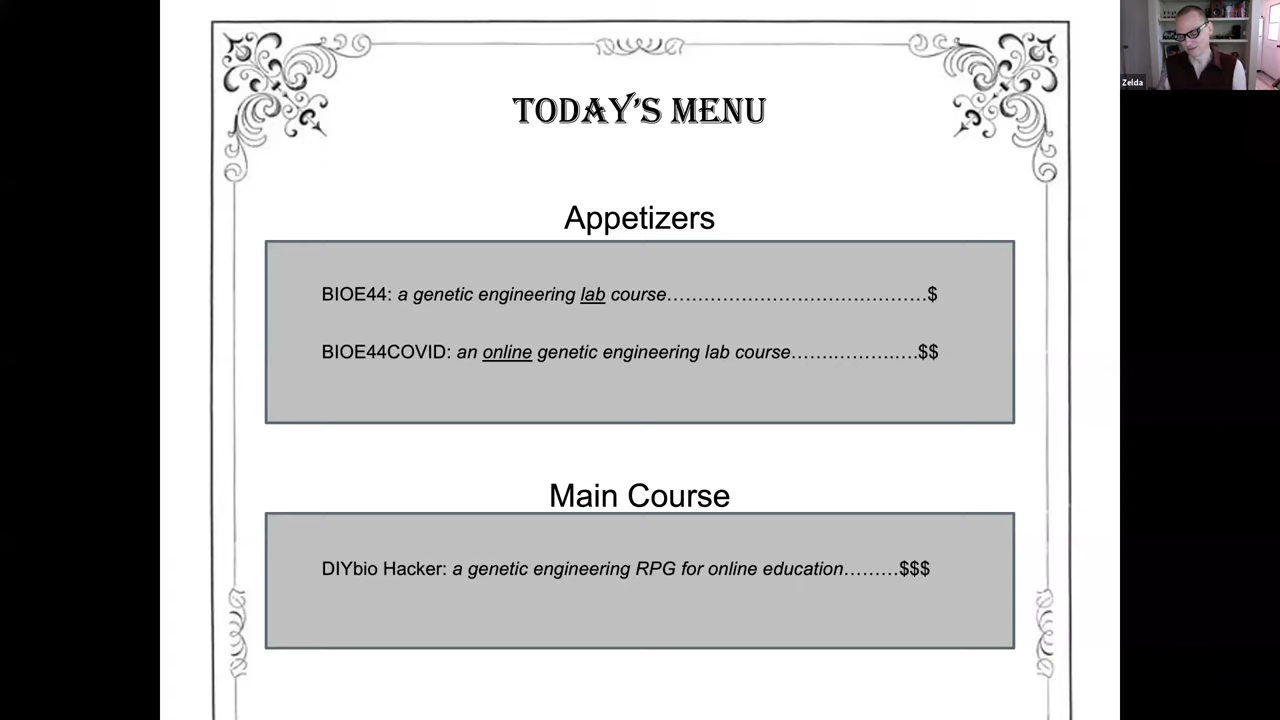 Zelda
TODAY'S MENU
Appetizers
BIOE44: a genetic engineering lab course……………………………………$
BIOE44COVID: an online genetic engineering lab course…….………..….$$
Main Course
DIYbio Hacker: a genetic engineering RPG for online education………$$$